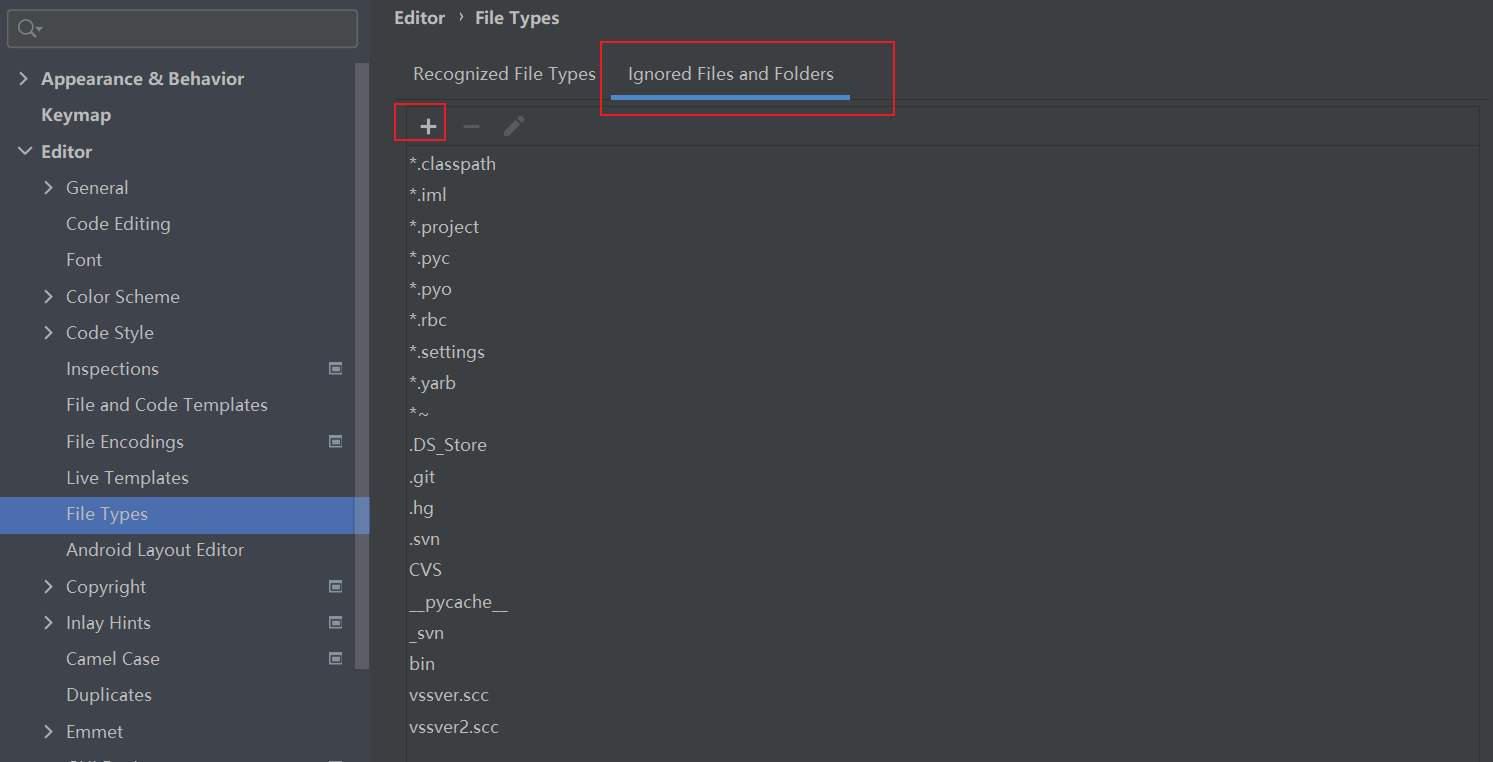 Editor › File Types
Appearance & Behavior
Keymap
Editor
General
Code Editing
Font
Color Scheme
Code Style
Inspections
File and Code Templates
File Encodings
Live Templates
File Types
Android Layout Editor
Copyright
Inlay Hints
Camel Case
Duplicates
Emmet
Recognized File Types
Ignored Files and Folders
*.classpath
*.iml
*.project
*.pyc
*.pyo
*.rbc
*.settings
*.yarb
*~
.DS_Store
.git
.hg
.svn
CVS
__pycache__
_svn
bin
vssver.scc
vssver2.scc